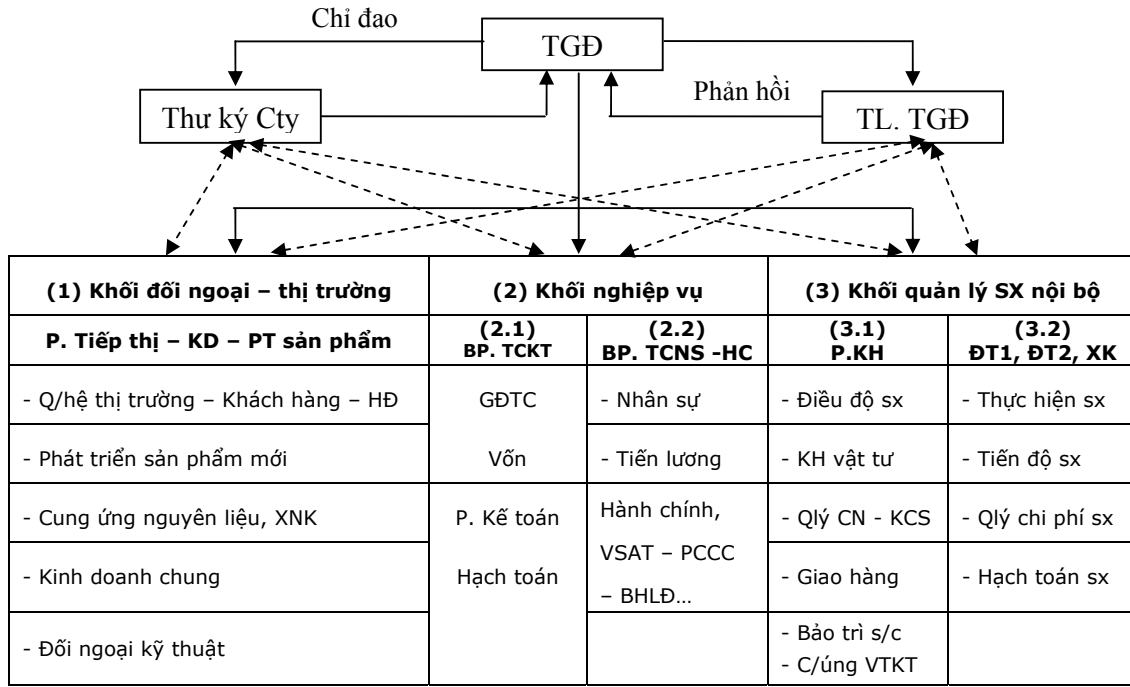 Chỉ đao
TGĐ
Phản hồi
Thư ký Cty
TL. TGĐ
(1) Khối đối ngoại – thị trường
(2) Khối nghiệp vụ
(3) Khối quản lý SX nội bộ
P. Tiếp thị – KD – PT sản phẩm
(2.1)
BP. TCKT
(2.2)
BP. TCNS -HC
(3.1)
P.KH
(3.2)
ĐT1, ĐT2, XK
- Q/hệ thị trường – Khách hàng – HĐ
GĐTC
- Nhân sự
- Điều độ sx
- Thực hiện sx
- Phát triển sản phẩm mới
Vốn
- Tiến lương
- KH vật tư
- Tiến độ sx
- Cung ứng nguyên liệu, XNK
P. Kế toán
Hành chính,
VSAT – PCCC
– BHLĐ...
- Qlý CN - KCS
- Qlý chi phí sx
- Kinh doanh chung
Hạch toán
- Giao hàng
- Hạch toán sx
- Đối ngoại kỹ thuật
- Bảo trì s/c
- C/úng VTKT